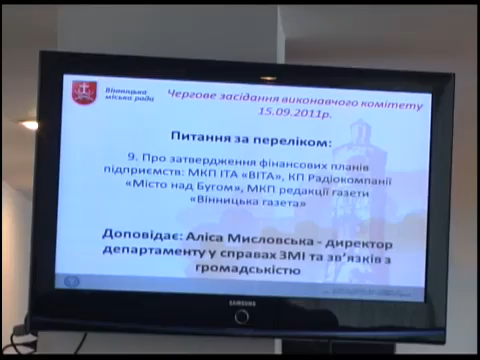 Вінницька
міська рада
Чергове засідання виконавчого комітету
15.09.2011р.
Питання за переліком:
9. Про затвердження фінансових планів
підприємств: МКП ІТА «ВІТА», КП Радіокомпанії
«Місто над Бугом», МКП редакції газети
«Вінницька газета»
Доповідає: Аліса Мисловська - директор
департаменту у справах ЗМІ та зв’язків з
громадськістю
SAMSUNG